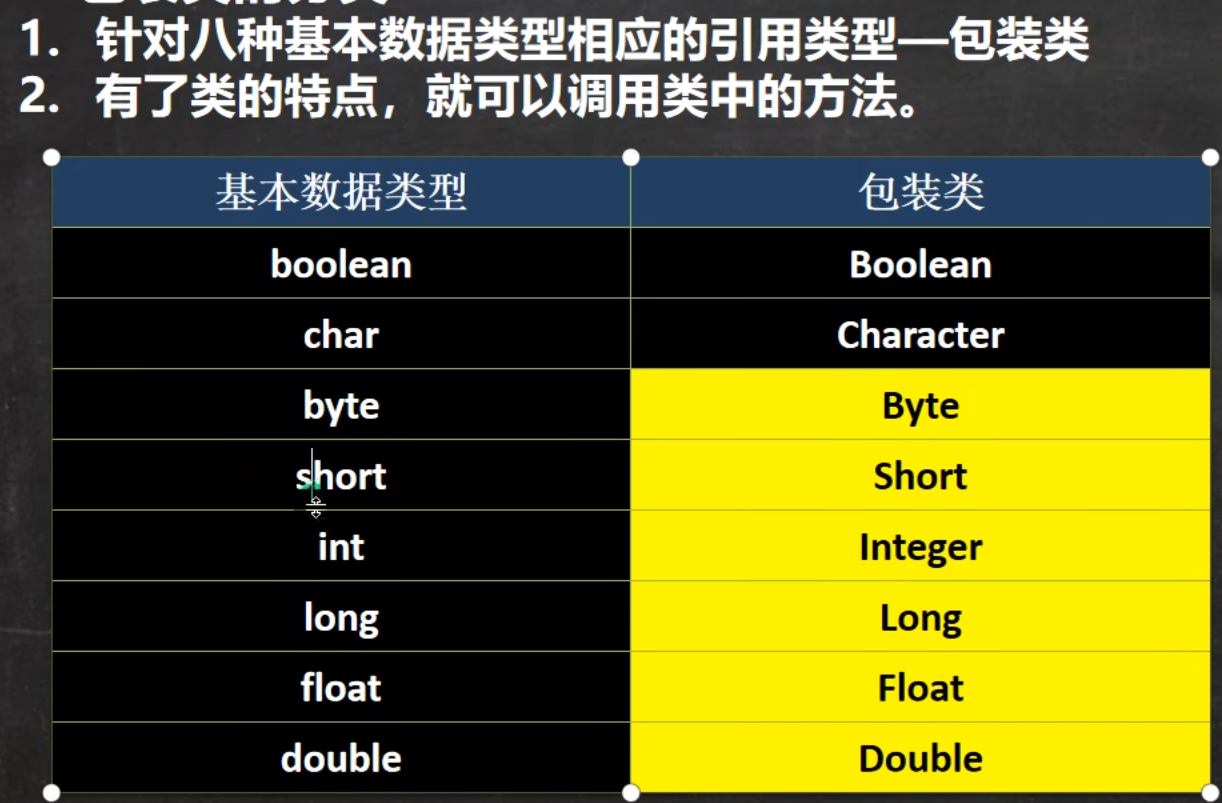 1. 针对八种基本数据类型相应的引用类型—包装类
2. 有了类的特点，就可以调用类中的方法。
基本数据类型 包装类
boolean Boolean
char Character
byte Byte
short Short
int Integer
long Long
float Float
double Double